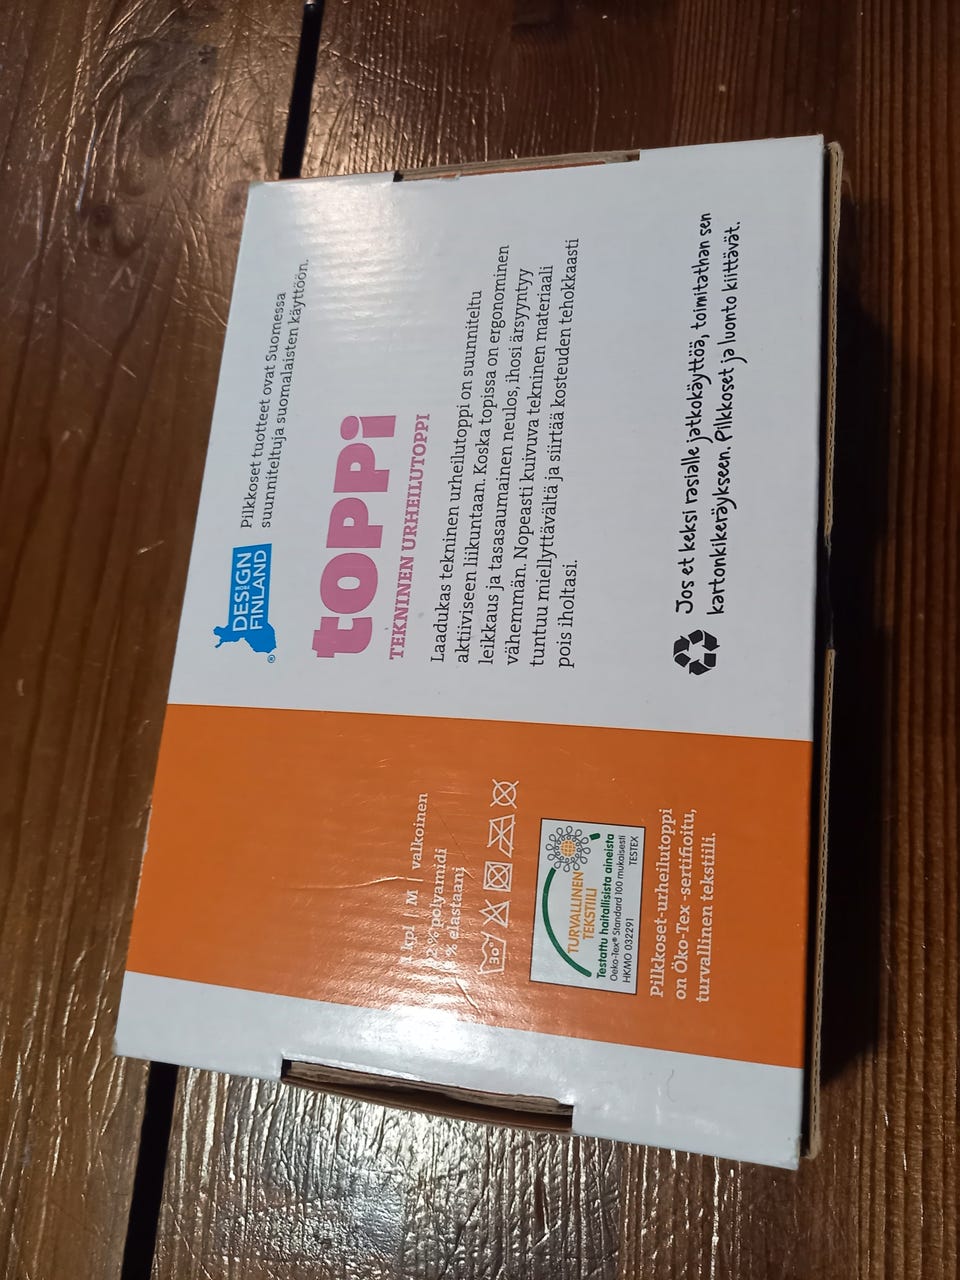 DESIGN
FINLAND
®
Pilkkoset tuotteet ovat Suomessa
suunniteltuja suomalaisten käyttöön.
toppi
TEKNINEN URHEILUTOPPI
Laadukas tekninen urheilutoppi on suunniteltu
aktiiviseen liikuntaan. Koska topissa on ergonominen
leikkaus ja tasasaumainen neulos, ihosi ärsyyntyy
vähemmän. Nopeasti kuivuva tekninen materiaali
tuntuu miellyttävältä ja siirtää kosteuden tehokkaasti
pois iholtasi.
Jos et keksi rasialle jatkokäyttöä, toimitathan sen
kartonkikeräykseen. Pilkkoset ja luonto kiittävät.
1 kpl | M | valkoinen
polyamidi
% elastaani
30°
TURVALLINEN
TEKSTIILI
Testattu haitallisista aineista
Oeko-Tex® Standard 100 mukaisesti
HKMO 032291 TESTEX
Pilkkoset-urheilutoppi
on Öko-Tex -sertifioitu,
turvallinen tekstiili.